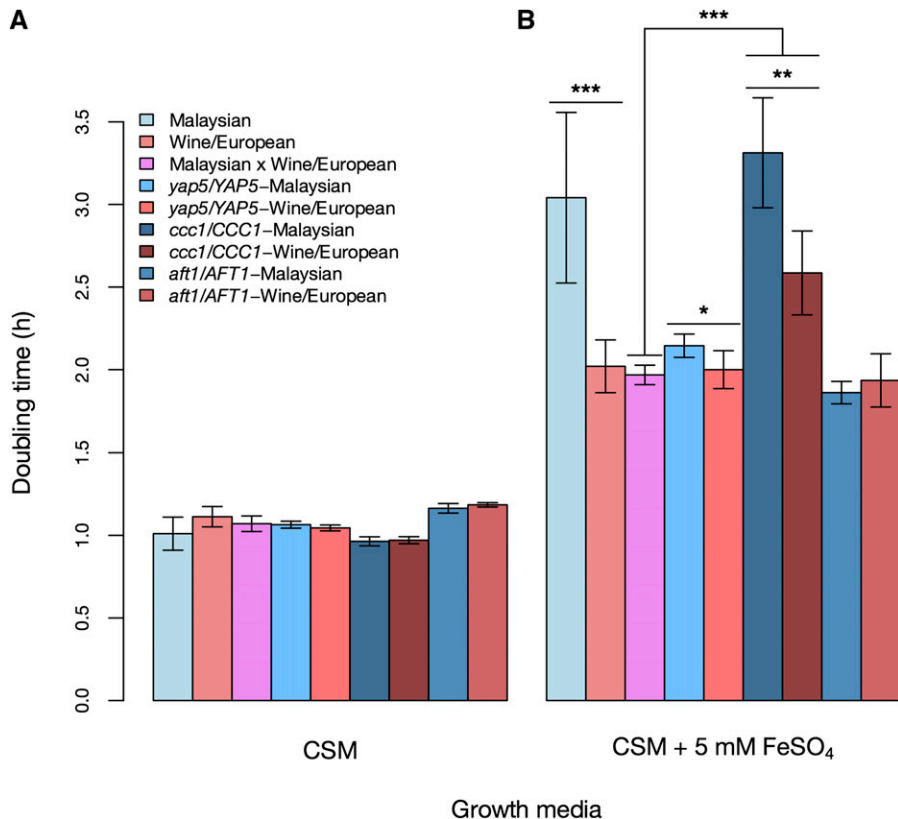 A
B
***
***
**
*
Malaysian
Wine/European
Malaysian x Wine/European
yap5/YAP5–Malaysian
yap5/YAP5–Wine/European
ccc1/CCC1–Malaysian
ccc1/CCC1–Wine/European
aft1/AFT1–Malaysian
aft1/AFT1–Wine/European
Doubling time (h)
3.5
3.0
2.5
2.0
1.5
1.0
0.5
0.0
CSM
CSM + 5 mM FeSO₄
Growth media